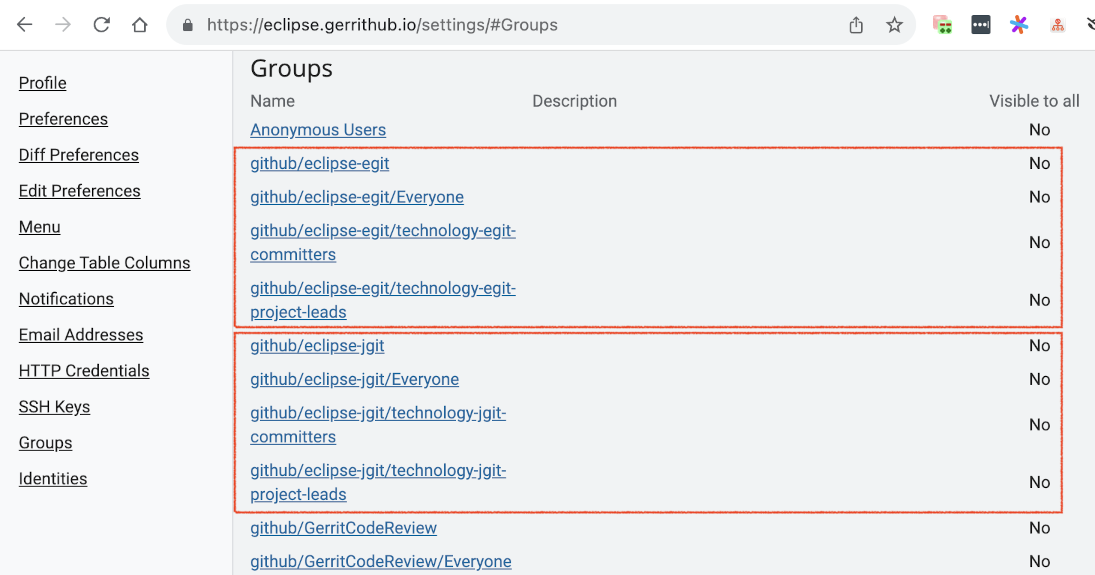 https://eclipse.gerrithub.io/settings/#Groups
Profile
Preferences
Diff Preferences
Edit Preferences
Menu
Change Table Columns
Notifications
Email Addresses
HTTP Credentials
SSH Keys
Groups
Identities
Groups
Name Description Visible to all
Anonymous Users No
github/eclipse-egit No
github/eclipse-egit/Everyone No
github/eclipse-egit/technology-egit-
committers No
github/eclipse-egit/technology-egit-
project-leads No
github/eclipse-jgit No
github/eclipse-jgit/Everyone No
github/eclipse-jgit/technology-jgit-
committers No
github/eclipse-jgit/technology-jgit-
project-leads No
github/GerritCodeReview No
github/GerritCodeReview/Everyone No